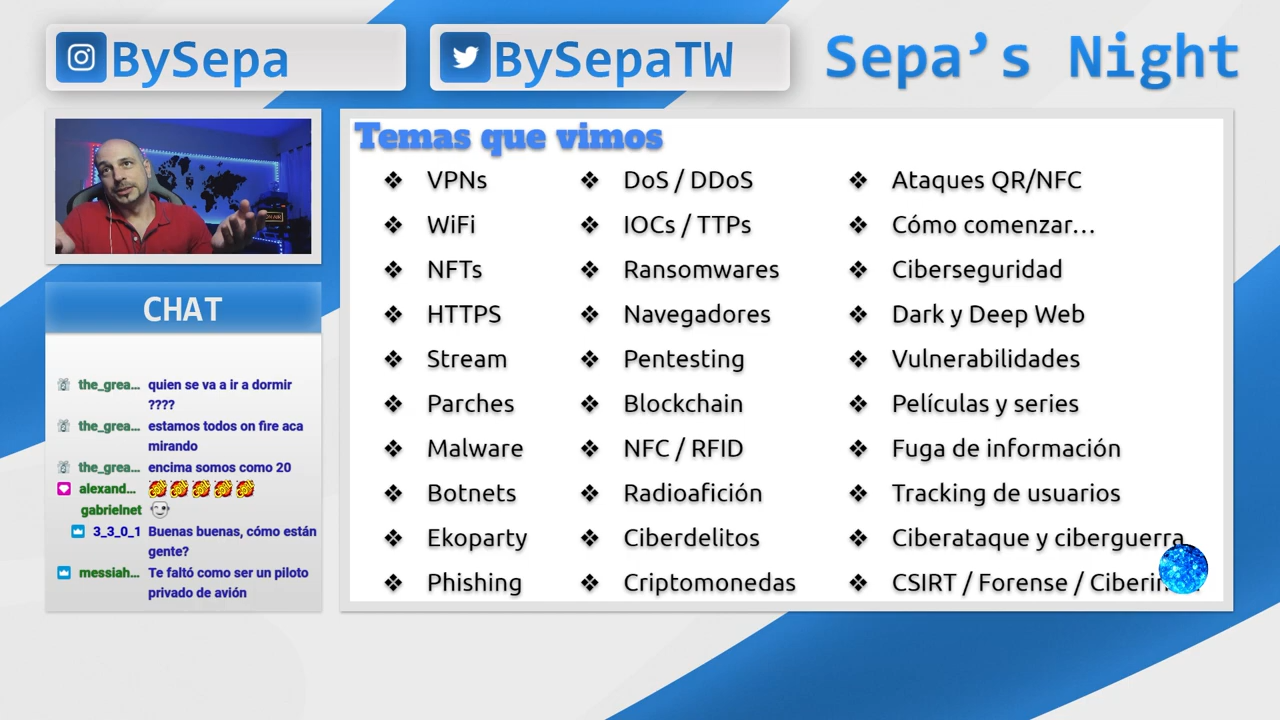 BySepa
BySepaTW
Sepa’s Night
ON AIR
CHAT
the_grea... quien se va a ir a dormir
????
the_grea... estamos todos on fire aca
mirando
the_grea... encima somos como 20
alexand...
gabrielnet
3_3_0_1 Buenas buenas, cómo están
gente?
messiah... Te faltó como ser un piloto
privado de avión
Temas que vimos
❖ VPNs
❖ WiFi
❖ NFTs
❖ HTTPS
❖ Stream
❖ Parches
❖ Malware
❖ Botnets
❖ Ekoparty
❖ Phishing
❖ DoS / DDoS
❖ IOCs / TTPs
❖ Ransomwares
❖ Navegadores
❖ Pentesting
❖ Blockchain
❖ NFC / RFID
❖ Radioafición
❖ Ciberdelitos
❖ Criptomonedas
❖ Ataques QR/NFC
❖ Cómo comenzar…
❖ Ciberseguridad
❖ Dark y Deep Web
❖ Vulnerabilidades
❖ Películas y series
❖ Fuga de información
❖ Tracking de usuarios
❖ Ciberataque y ciberguerra
❖ CSIRT / Forense /